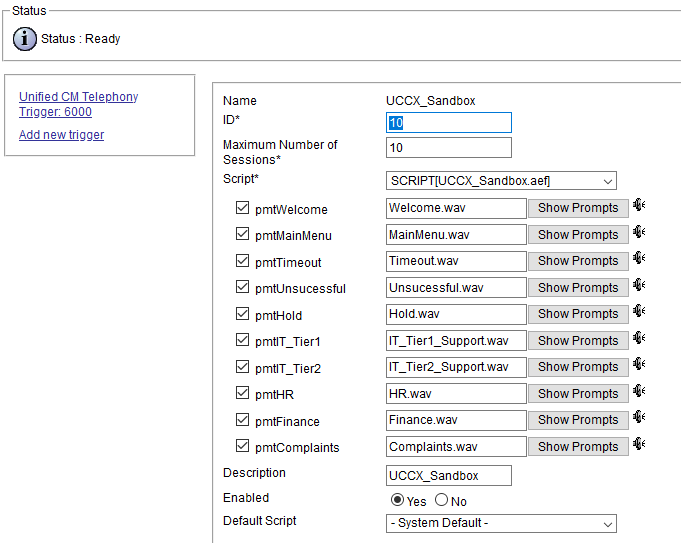 Status
Status : Ready
Unified CM Telephony
Trigger: 6000
Add new trigger
Name UCCX_Sandbox
ID* 10
Maximum Number of
Sessions* 10
Script* SCRIPT[UCCX_Sandbox.aef]
pmtWelcome Welcome.wav Show Prompts
pmtMainMenu MainMenu.wav Show Prompts
pmtTimeout Timeout.wav Show Prompts
pmtUnsucessful Unsucessful.wav Show Prompts
pmtHold Hold.wav Show Prompts
pmtIT_Tier1 IT_Tier1_Support.wav Show Prompts
pmtIT_Tier2 IT_Tier2_Support.wav Show Prompts
pmtHR HR.wav Show Prompts
pmtFinance Finance.wav Show Prompts
pmtComplaints Complaints.wav Show Prompts
Description UCCX_Sandbox
Enabled Yes No
Default Script - System Default -